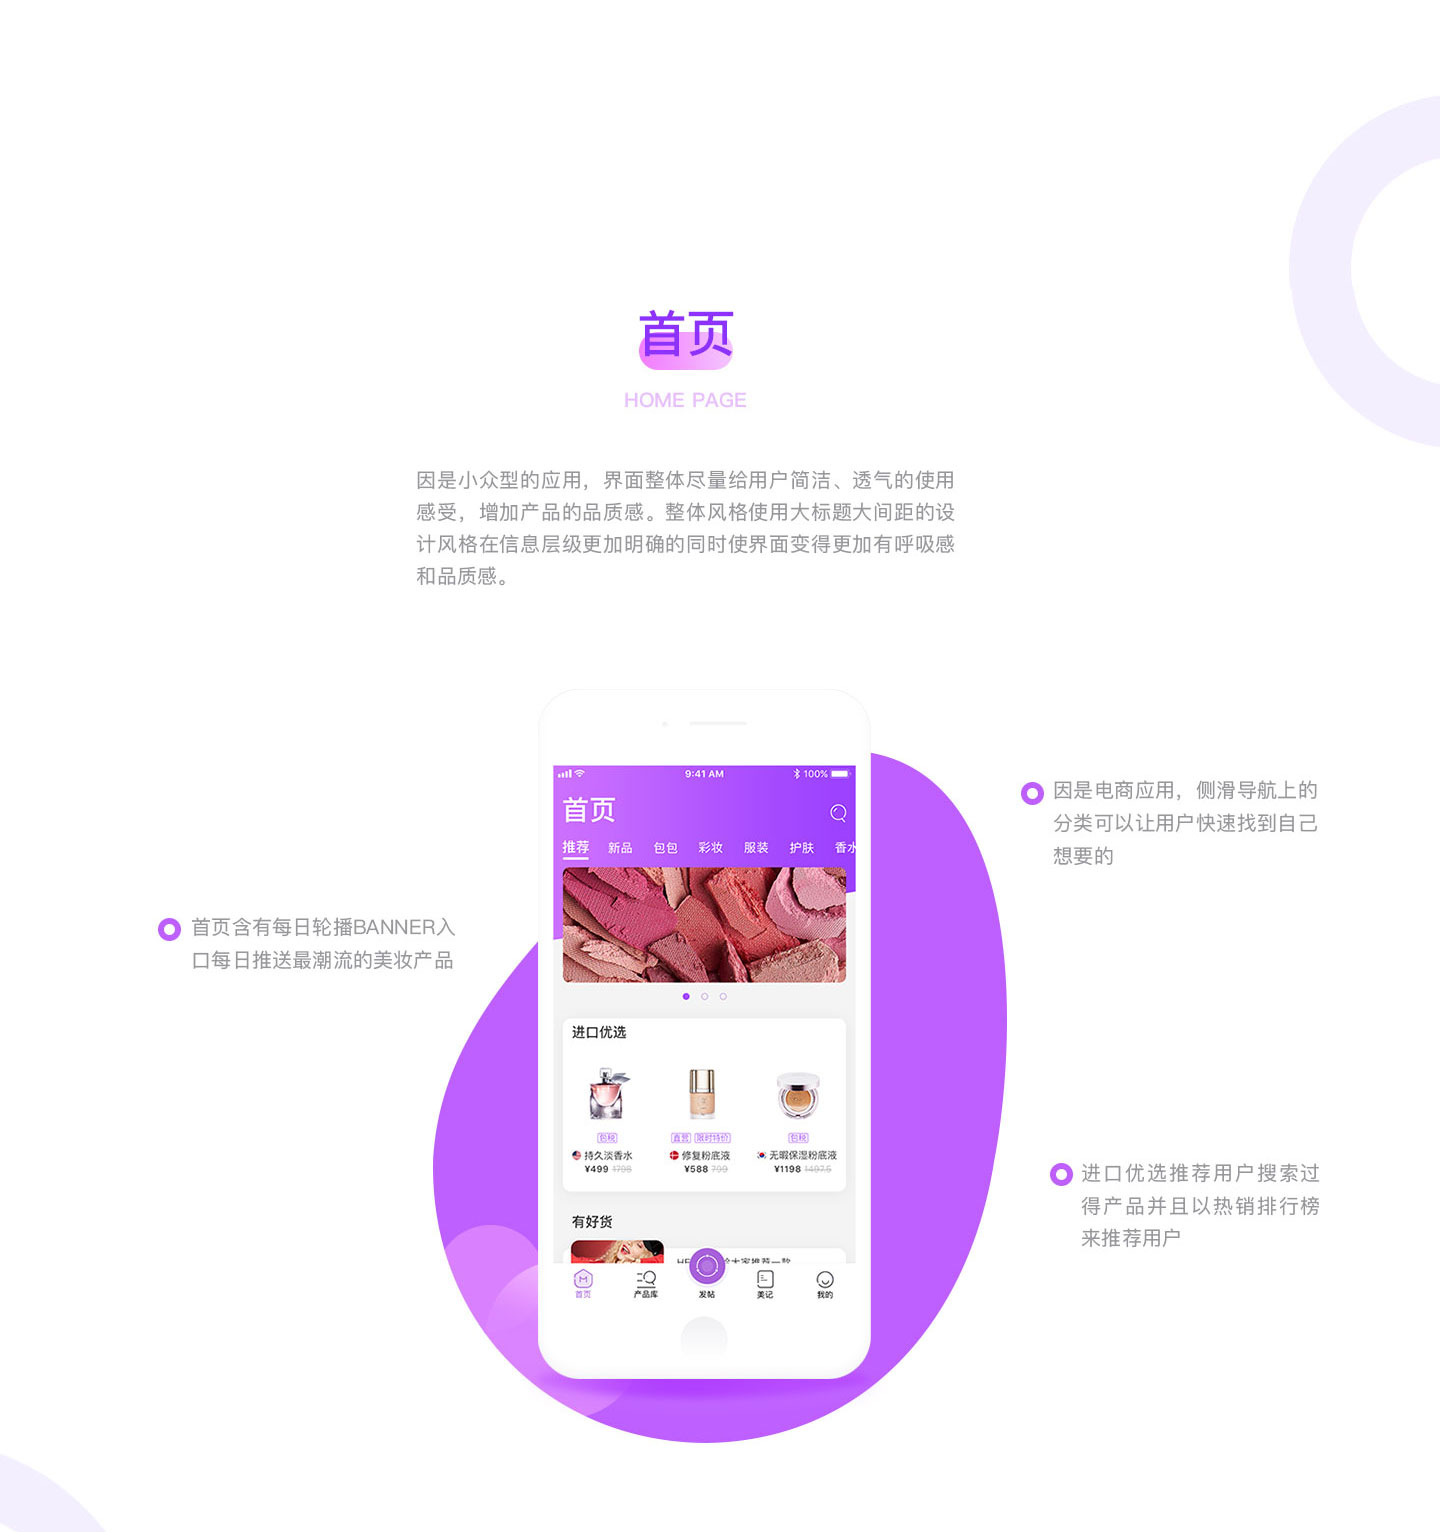 首页
HOME PAGE
因是小众型的应用，界面整体尽量给用户简洁、透气的使用
感受，增加产品的品质感。整体风格使用大标题大间距的设
计风格在信息层级更加明确的同时使界面变得更加有呼吸感
和品质感。
因是电商应用，侧滑导航上的
分类可以让用户快速找到自己
想要的
首页含有每日轮播BANNER入
口每日推送最潮流的美妆产品
进口优选推荐用户搜索过
得产品并且以热销排行榜
来推荐用户
9:41 AM 100%
首页
推荐 新品 包包 彩妆 服装 护肤 香水
进口优选
包税 直营 限时特价 包税
持久淡香水 修复粉底液 无暇保湿粉底液
¥499 1798 ¥588 799 ¥1198 1497.5
有好货
大家推荐一款
首页 产品库 发帖 美记 我的